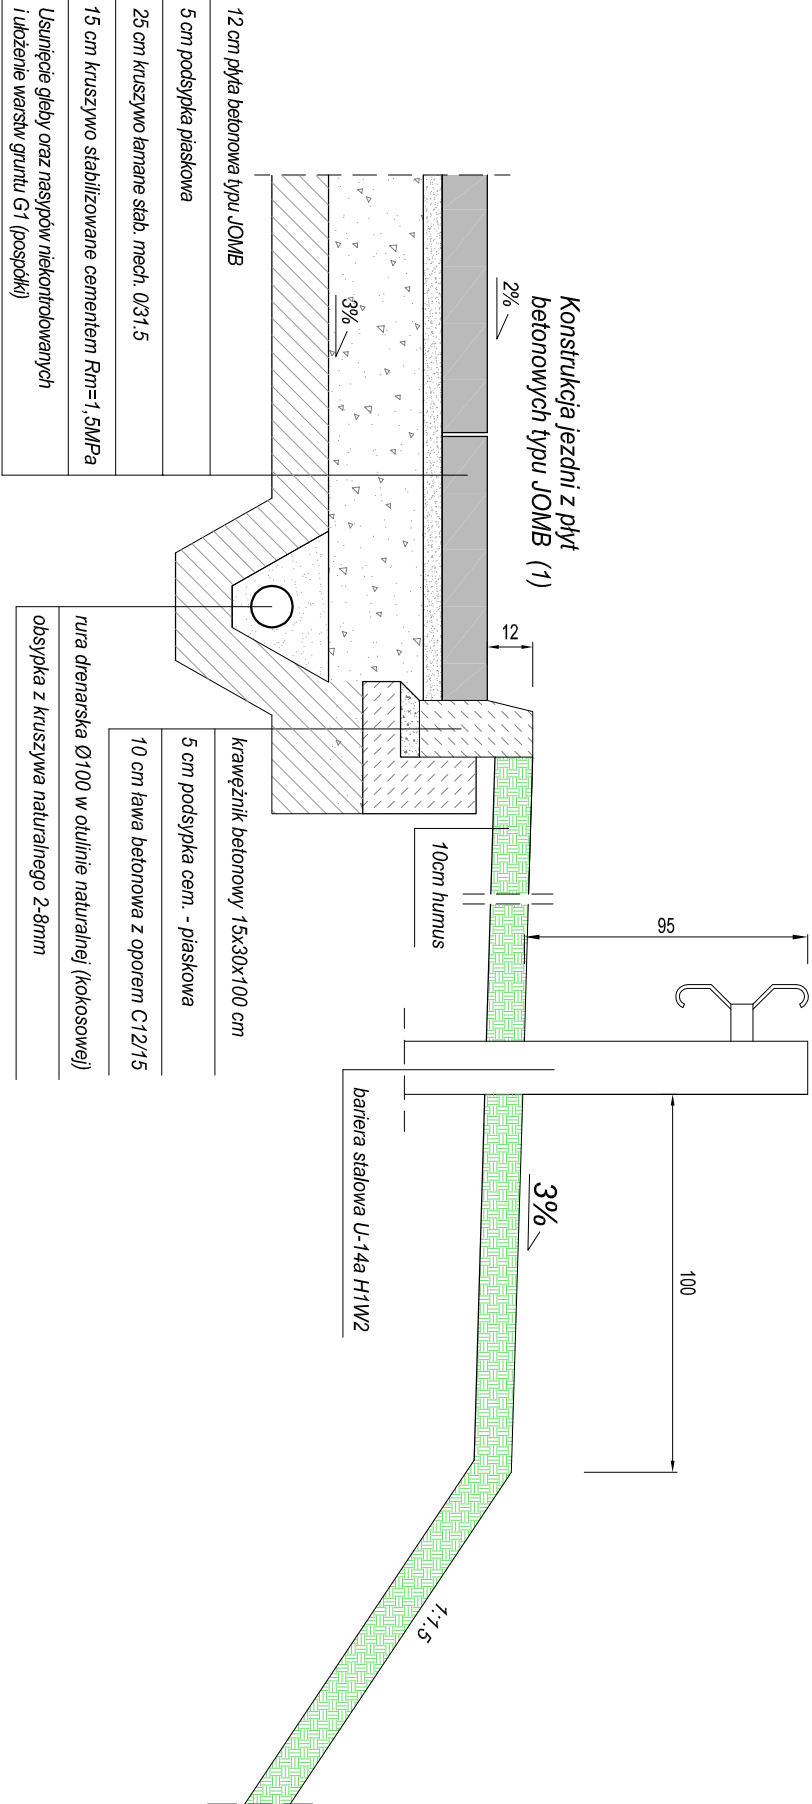 Konstrukcja jezdni z płyt
betonowych typu JOMB (1)
2%
3%
12
95
100
3%
1:1.5
12 cm płyta betonowa typu JOMB
5 cm podsypka piaskowa
25 cm kruszywo łamane stab. mech. 0/31.5
15 cm kruszywo stabilizowane cementem Rm=1,5MPa
Usunięcie gleby oraz nasypów niekontrolowanych
i ułożenie warstw gruntu G1 (pospółki)
10cm humus
bariera stalowa U-14a H1W2
krawężnik betonowy 15x30x100 cm
5 cm podsypka cem. - piaskowa
10 cm ława betonowa z oporem C12/15
rura drenarska Ø100 w otulinie naturalnej (kokosowej)
obsypka z kruszywa naturalnego 2-8mm